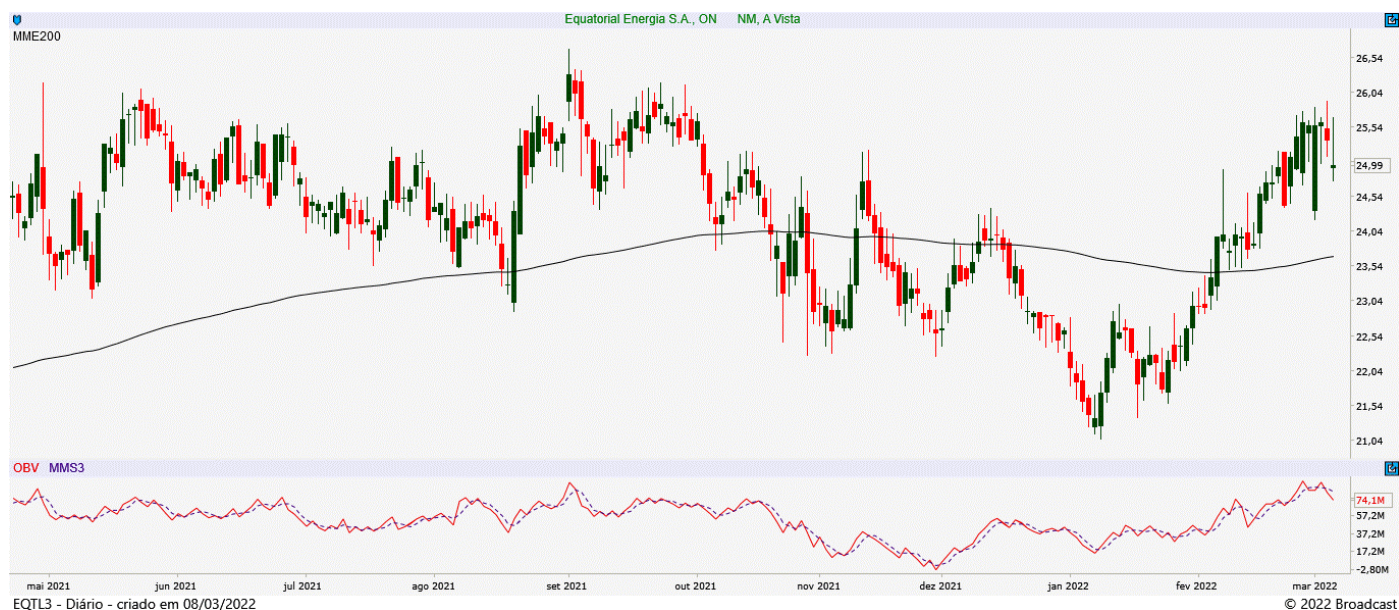 Equatorial Energia S.A., ON NM, A Vista
MME200
26,54
26,04
25,54
24,99
24,54
24,04
23,54
23,04
22,54
22,04
21,54
21,04
OBV MMS3
74,1M
57,2M
37,2M
17,2M
-2,80M
mai 2021 jun 2021 jul 2021 ago 2021 set 2021 out 2021 nov 2021 dez 2021 jan 2022 fev 2022 mar 2022
EQTL3 - Diário - criado em 08/03/2022 © 2022 Broadcast